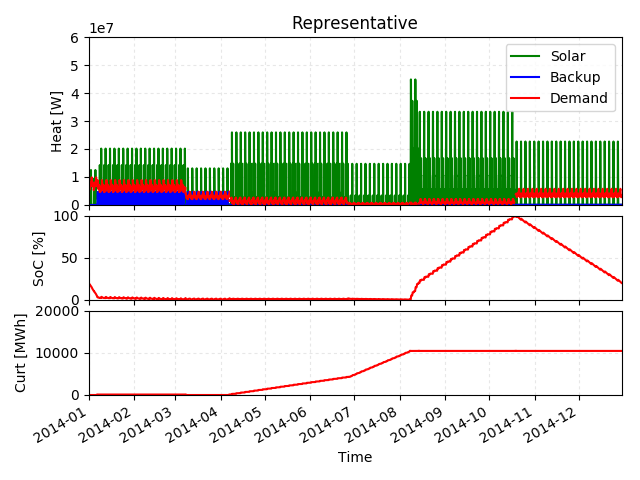 Representative
1e7
6
5
4
3
2
1
0
Heat [W]
Solar
Backup
Demand
100
50
0
SoC [%]
20000
10000
0
Curt [MWh]
2014-01
2014-02
2014-03
2014-04
2014-05
2014-06
2014-07
2014-08
2014-09
2014-10
2014-11
2014-12
Time